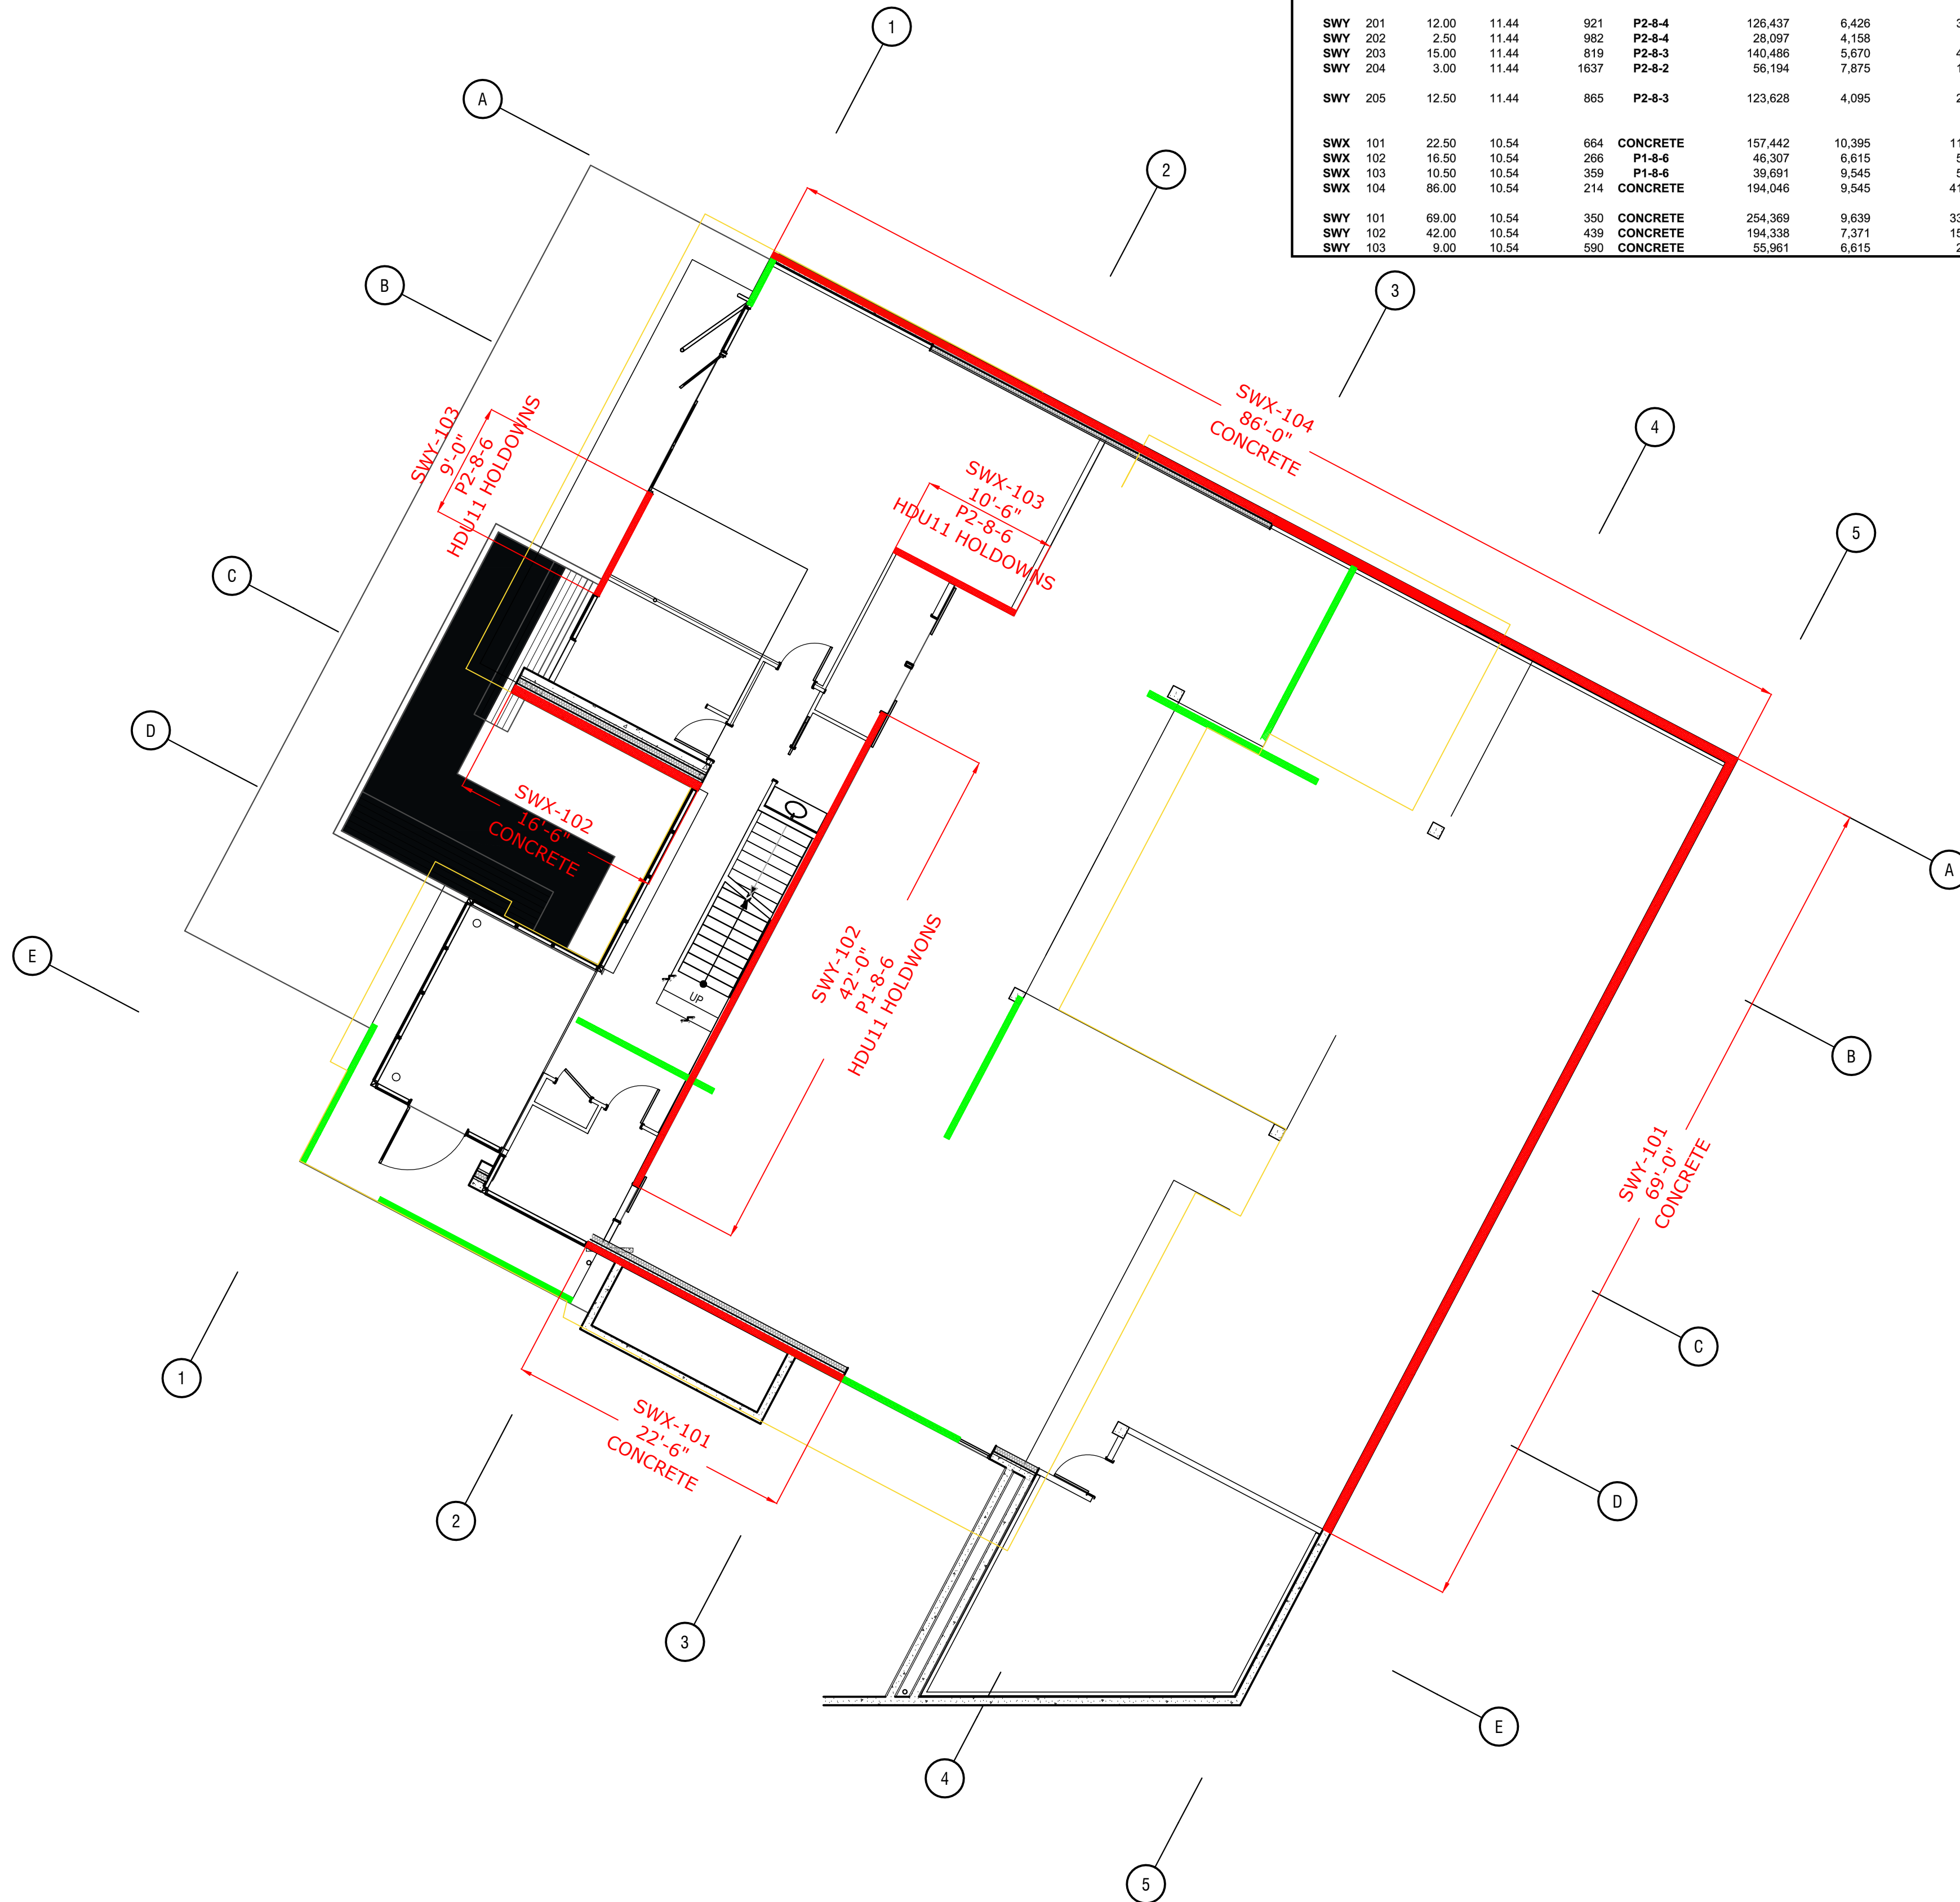 SWY 201 12.00 11.44 921 P2-8-4 126,437 6,426
SWY 202 2.50 11.44 982 P2-8-4 28,097 4,158
SWY 203 15.00 11.44 819 P2-8-3 140,486 5,670
SWY 204 3.00 11.44 1637 P2-8-2 56,194 7,875
SWY 205 12.50 11.44 865 P2-8-3 123,628 4,095
SWX 101 22.50 10.54 664 CONCRETE 157,442 10,395
SWX 102 16.50 10.54 266 P1-8-6 46,307 6,615
SWX 103 10.50 10.54 359 P1-8-6 39,691 9,545
SWX 104 86.00 10.54 214 CONCRETE 194,046 9,545
SWY 101 69.00 10.54 350 CONCRETE 254,369 9,639
SWY 102 42.00 10.54 439 CONCRETE 194,338 7,371
SWY 103 9.00 10.54 590 CONCRETE 55,961 6,615
1
A
2
B
3
SWX-104
86'-0"
CONCRETE
4
SWY-103
9'-0"
P2-8-6
HDU11 HOLDOWNS
SWX-103
10'-6"
P2-8-6
HDU11 HOLDOWNS
5
C
D
SWX-102
16'-6"
CONCRETE
A
E
SWY-102
42'-0"
P1-8-6
HDU11 HOLDWONS
UP
B
SWY-101
69'-0"
CONCRETE
C
1
SWX-101
22'-6"
CONCRETE
D
2
3
E
4
5